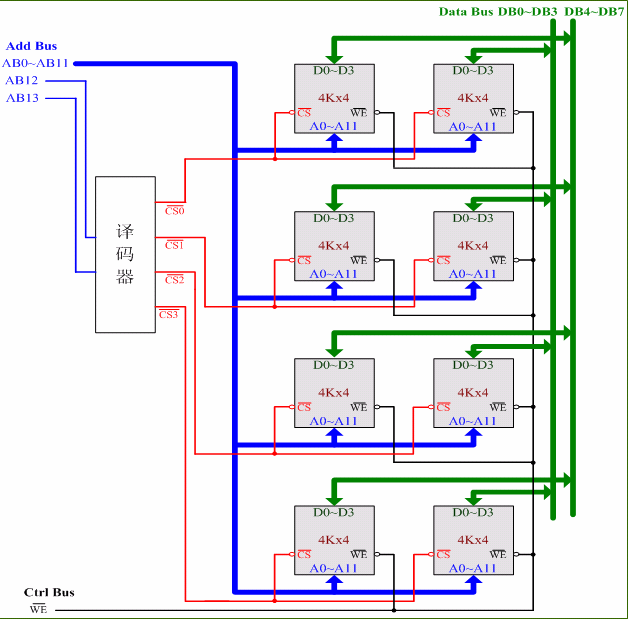 Data Bus DB0~DB3 DB4~DB7
Add Bus
AB0~AB11
AB12
AB13
D0~D3 D0~D3
4Kx4 4Kx4
CS WE CS WE
A0~A11 A0~A11
译
码
器
CS0
CS1
CS2
CS3
D0~D3 D0~D3
4Kx4 4Kx4
CS WE CS WE
A0~A11 A0~A11
D0~D3 D0~D3
4Kx4 4Kx4
CS WE CS WE
A0~A11 A0~A11
D0~D3 D0~D3
4Kx4 4Kx4
CS WE CS WE
A0~A11 A0~A11
Ctrl Bus
WE